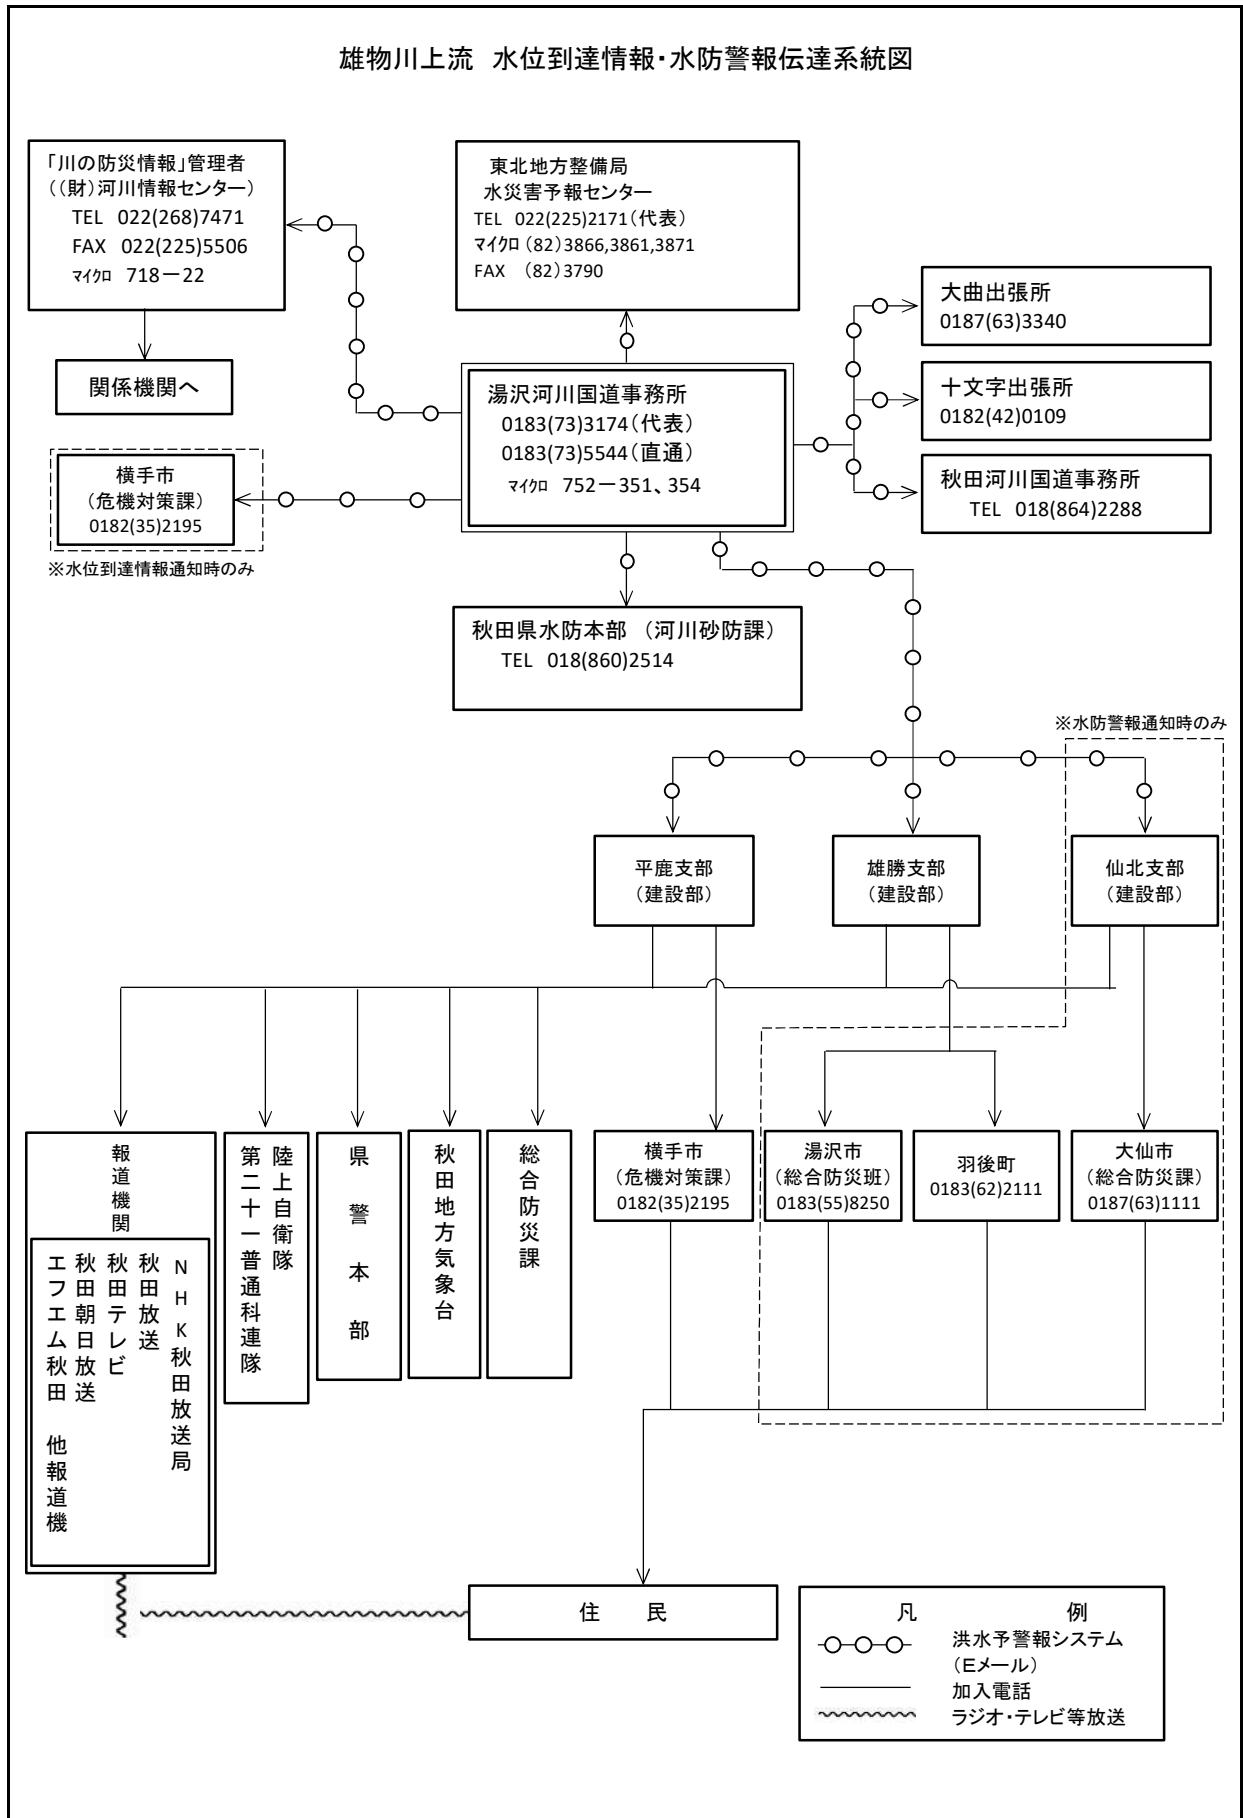 雄物川上流 水位到達情報・水防警報伝達系統図
「川の防災情報」管理者
((財)河川情報センター)
TEL 022(268)7471
FAX 022(225)5506
マイクロ 718－22
関係機関へ
東北地方整備局
水災害予報センター
TEL 022(225)2171(代表)
マイクロ (82)3866,3861,3871
FAX (82)3790
大曲出張所
0187(63)3340
十文字出張所
0182(42)0109
秋田河川国道事務所
TEL 018(864)2288
湯沢河川国道事務所
0183(73)3174(代表)
0183(73)5544(直通)
マイクロ 752－351、354
横手市
(危機対策課)
0182(35)2195
※水位到達情報通知時のみ
秋田県水防本部 (河川砂防課)
TEL 018(860)2514
※水防警報通知時のみ
平鹿支部
(建設部)
雄勝支部
(建設部)
仙北支部
(建設部)
報道機関
NHK秋田放送局
秋田放送
秋田テレビ
秋田朝日放送
エフエム秋田 他報道機
陸上自衛隊
第二十一普通科連隊
県警本部
秋田地方気象台
総合防災課
横手市
(危機対策課)
0182(35)2195
湯沢市
(総合防災班)
0183(55)8250
羽後町
0183(62)2111
大仙市
(総合防災課)
0187(63)1111
住 民
凡 例
洪水予警報システム
(Eメール)
加入電話
ラジオ・テレビ等放送